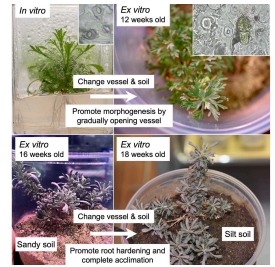 In vitro
Ex vitro
12 weeks old
Change vessel & soil
Promote morphogenesis by
gradually opening vessel
Ex vitro
16 weeks old
Ex vitro
18 weeks old
Change vessel & soil
Sandy soil
Silt soil
Promote root hardening and
complete acclimation